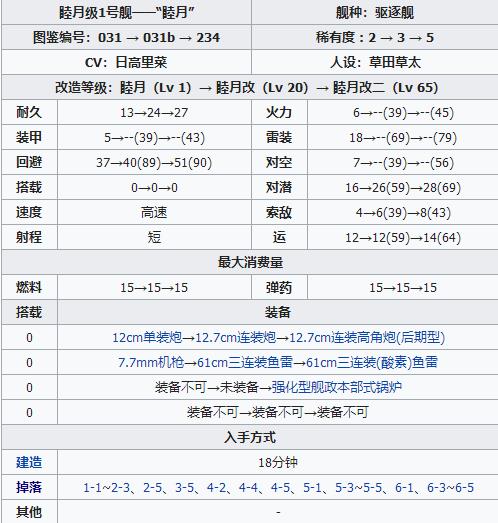 睦月级1号舰——“睦月” 舰种：驱逐舰
图鉴编号：031 → 031b → 234 稀有度：2 → 3 → 5
CV：日高里菜 人设：草田草太
改造等级：睦月（Lv 1）→ 睦月改（Lv 20）→ 睦月改二（Lv 65）
耐久 13→24→27 火力 6→--(39)→--(45)
装甲 5→--(39)→--(43) 雷装 18→--(69)→--(79)
回避 37→40(89)→51(90) 对空 7→--(39)→--(56)
搭载 0→0→0 对潜 16→26(59)→28(69)
速度 高速 索敌 4→6(39)→8(43)
射程 短 运 12→12(59)→14(64)
最大消费量
燃料 15→15→15 弹药 15→15→15
搭载 装备
0 12cm单装炮→12.7cm连装炮→12.7cm连装高角炮(后期型)
0 7.7mm机枪→61cm三连装鱼雷→61cm三连装(酸素)鱼雷
0 装备不可→未装备→强化型舰政本部式锅炉
0 装备不可→装备不可→装备不可
入手方式
建造 18分钟
掉落 1-1~2-3、2-5、3-5、4-2、4-4、4-5、5-1、5-3~5-5、6-1、6-3~6-5
其他 -